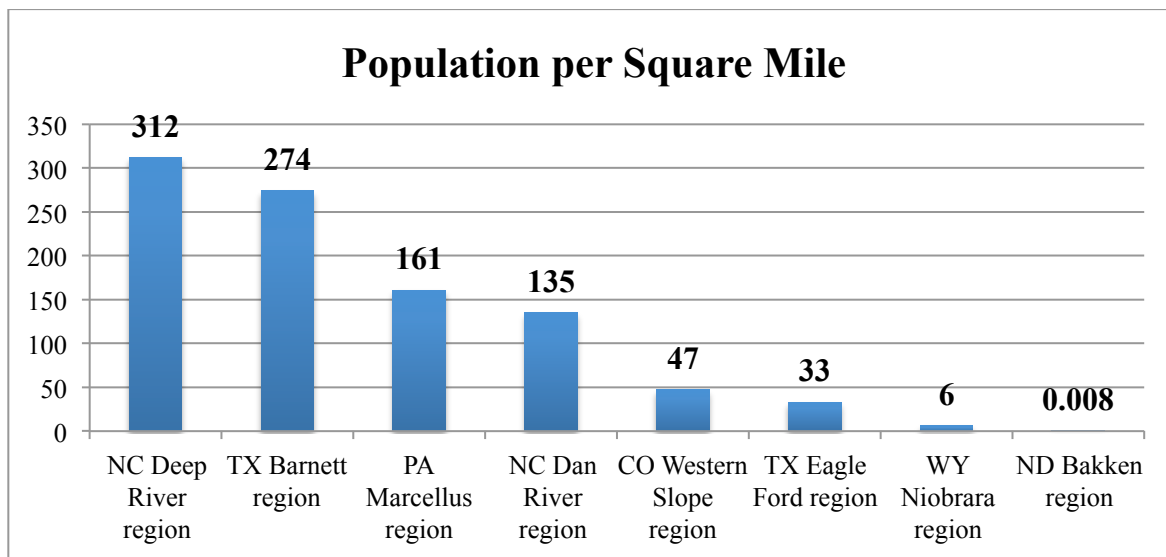 Population per Square Mile
350
300
250
200
150
100
50
0
312
274
161
135
47
33
6
0.008
NC Deep
River
region
TX Barnett
region
PA
Marcellus
region
NC Dan
River
region
CO Western
Slope
region
TX Eagle
Ford region
WY
Niobrara
region
ND Bakken
region